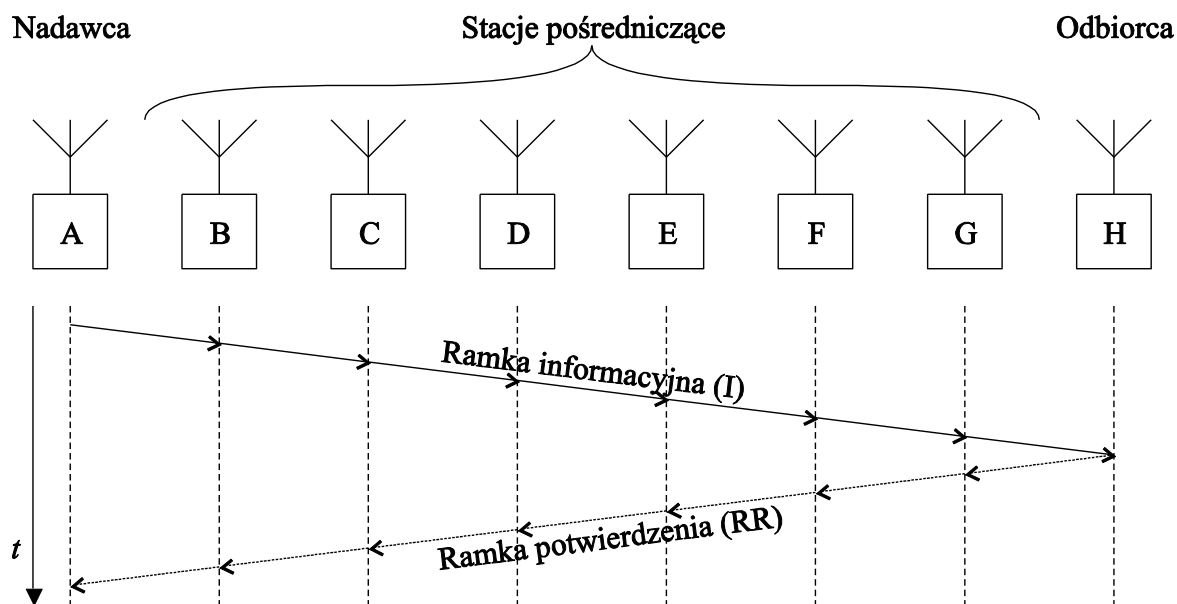 Nadawca Stacje pośredniczące Odbiorca
A B C D E F G H
Ramka informacyjna (I)
Ramka potwierdzenia (RR)
t